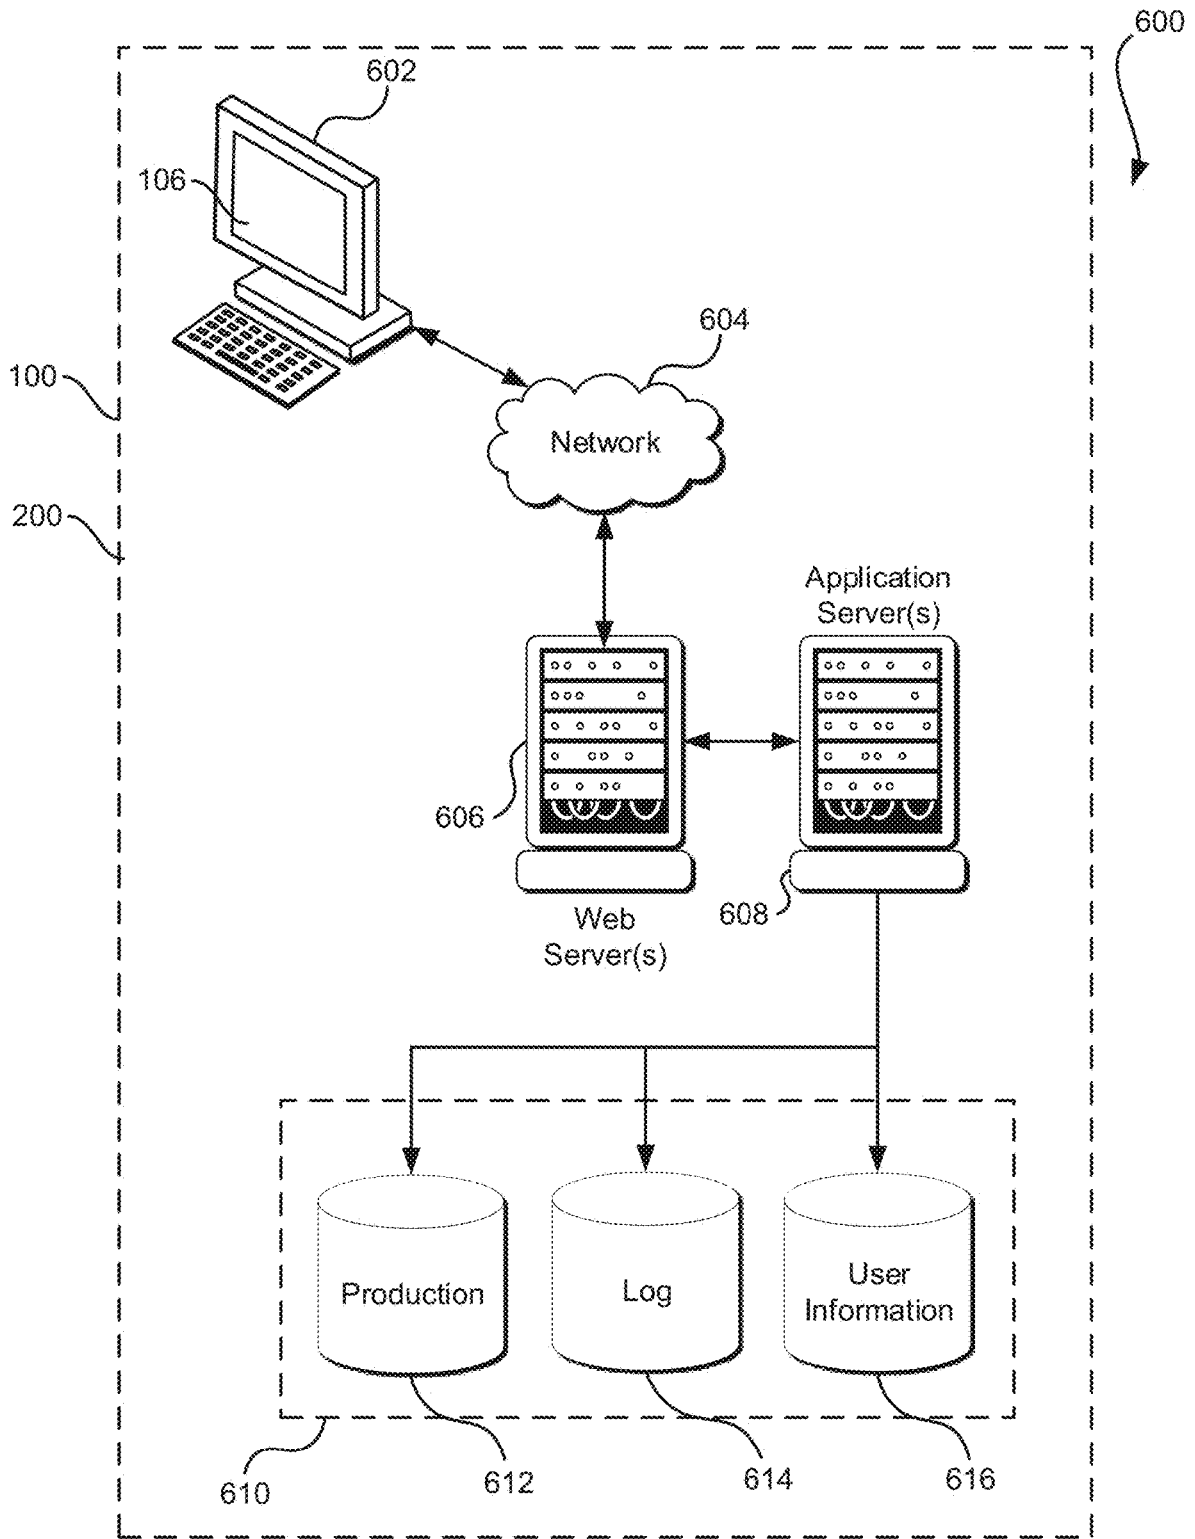 600
602
106
604
100
Network
200
Application
Server(s)
606
608
Web
Server(s)
Production
Log
User
Information
610
612
614
616